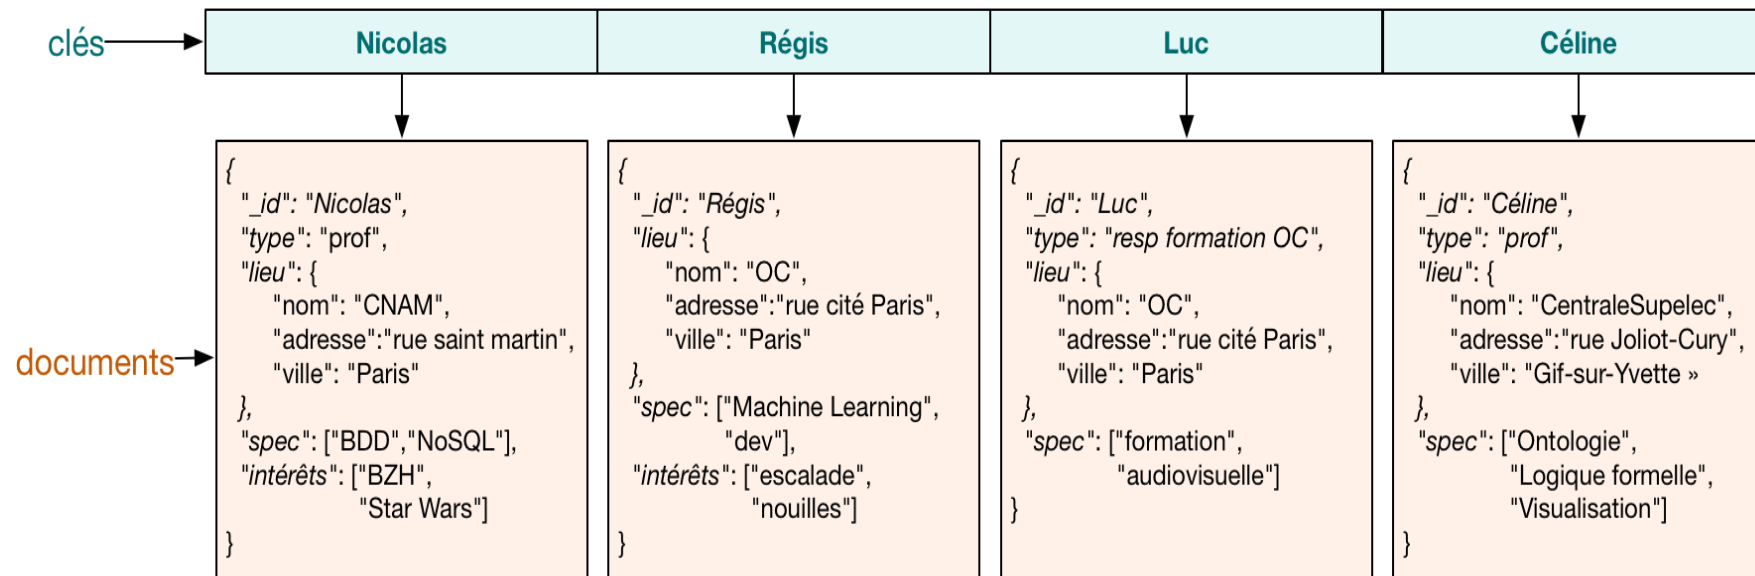 clés
Nicolas
Régis
Luc
Céline
documents
{
"_id": "Nicolas",
"type": "prof",
"lieu": {
"nom": "CNAM",
"adresse":"rue saint martin",
"ville": "Paris"
},
"spec": ["BDD","NoSQL"],
"intérêts": ["BZH",
"Star Wars"]
}
{
"_id": "Régis",
"lieu": {
"nom": "OC",
"adresse":"rue cité Paris",
"ville": "Paris"
},
"spec": ["Machine Learning",
"dev"],
"intérêts": ["escalade",
"nouilles"]
}
{
"_id": "Luc",
"type": "resp formation OC",
"lieu": {
"nom": "OC",
"adresse":"rue cité Paris",
"ville": "Paris"
},
"spec": ["formation",
"audiovisuelle"]
}
{
"_id": "Céline",
"type": "prof",
"lieu": {
"nom": "CentraleSupelec",
"adresse":"rue Joliot-Cury",
"ville": "Gif-sur-Yvette »
},
"spec": ["Ontologie",
"Logique formelle",
"Visualisation"]
}